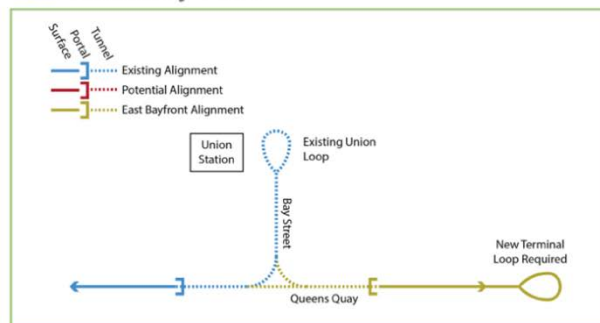 Surface
Portal
Tunnel
Existing Alignment
Potential Alignment
East Bayfront Alignment
Union
Station
Existing Union
Loop
Bay Street
New Terminal
Loop Required
Queens Quay